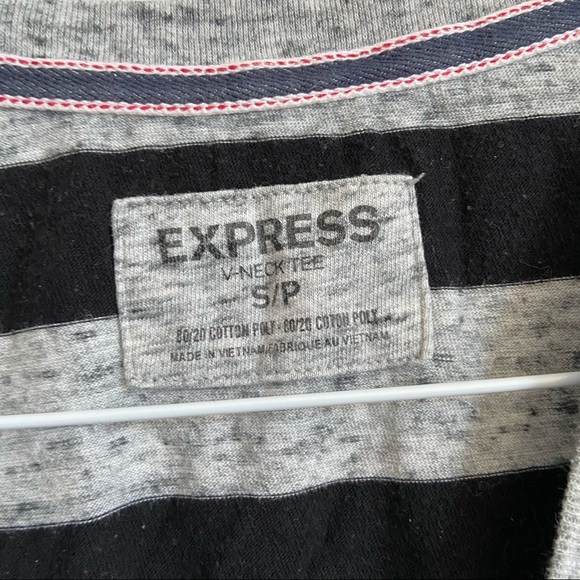 EXPRESS
V-NECK TEE
S/P
80/20 COTTON POLY • 80/20 COTON POLY
MADE IN VIETNAM/FABRIQUE AU VIETNAM